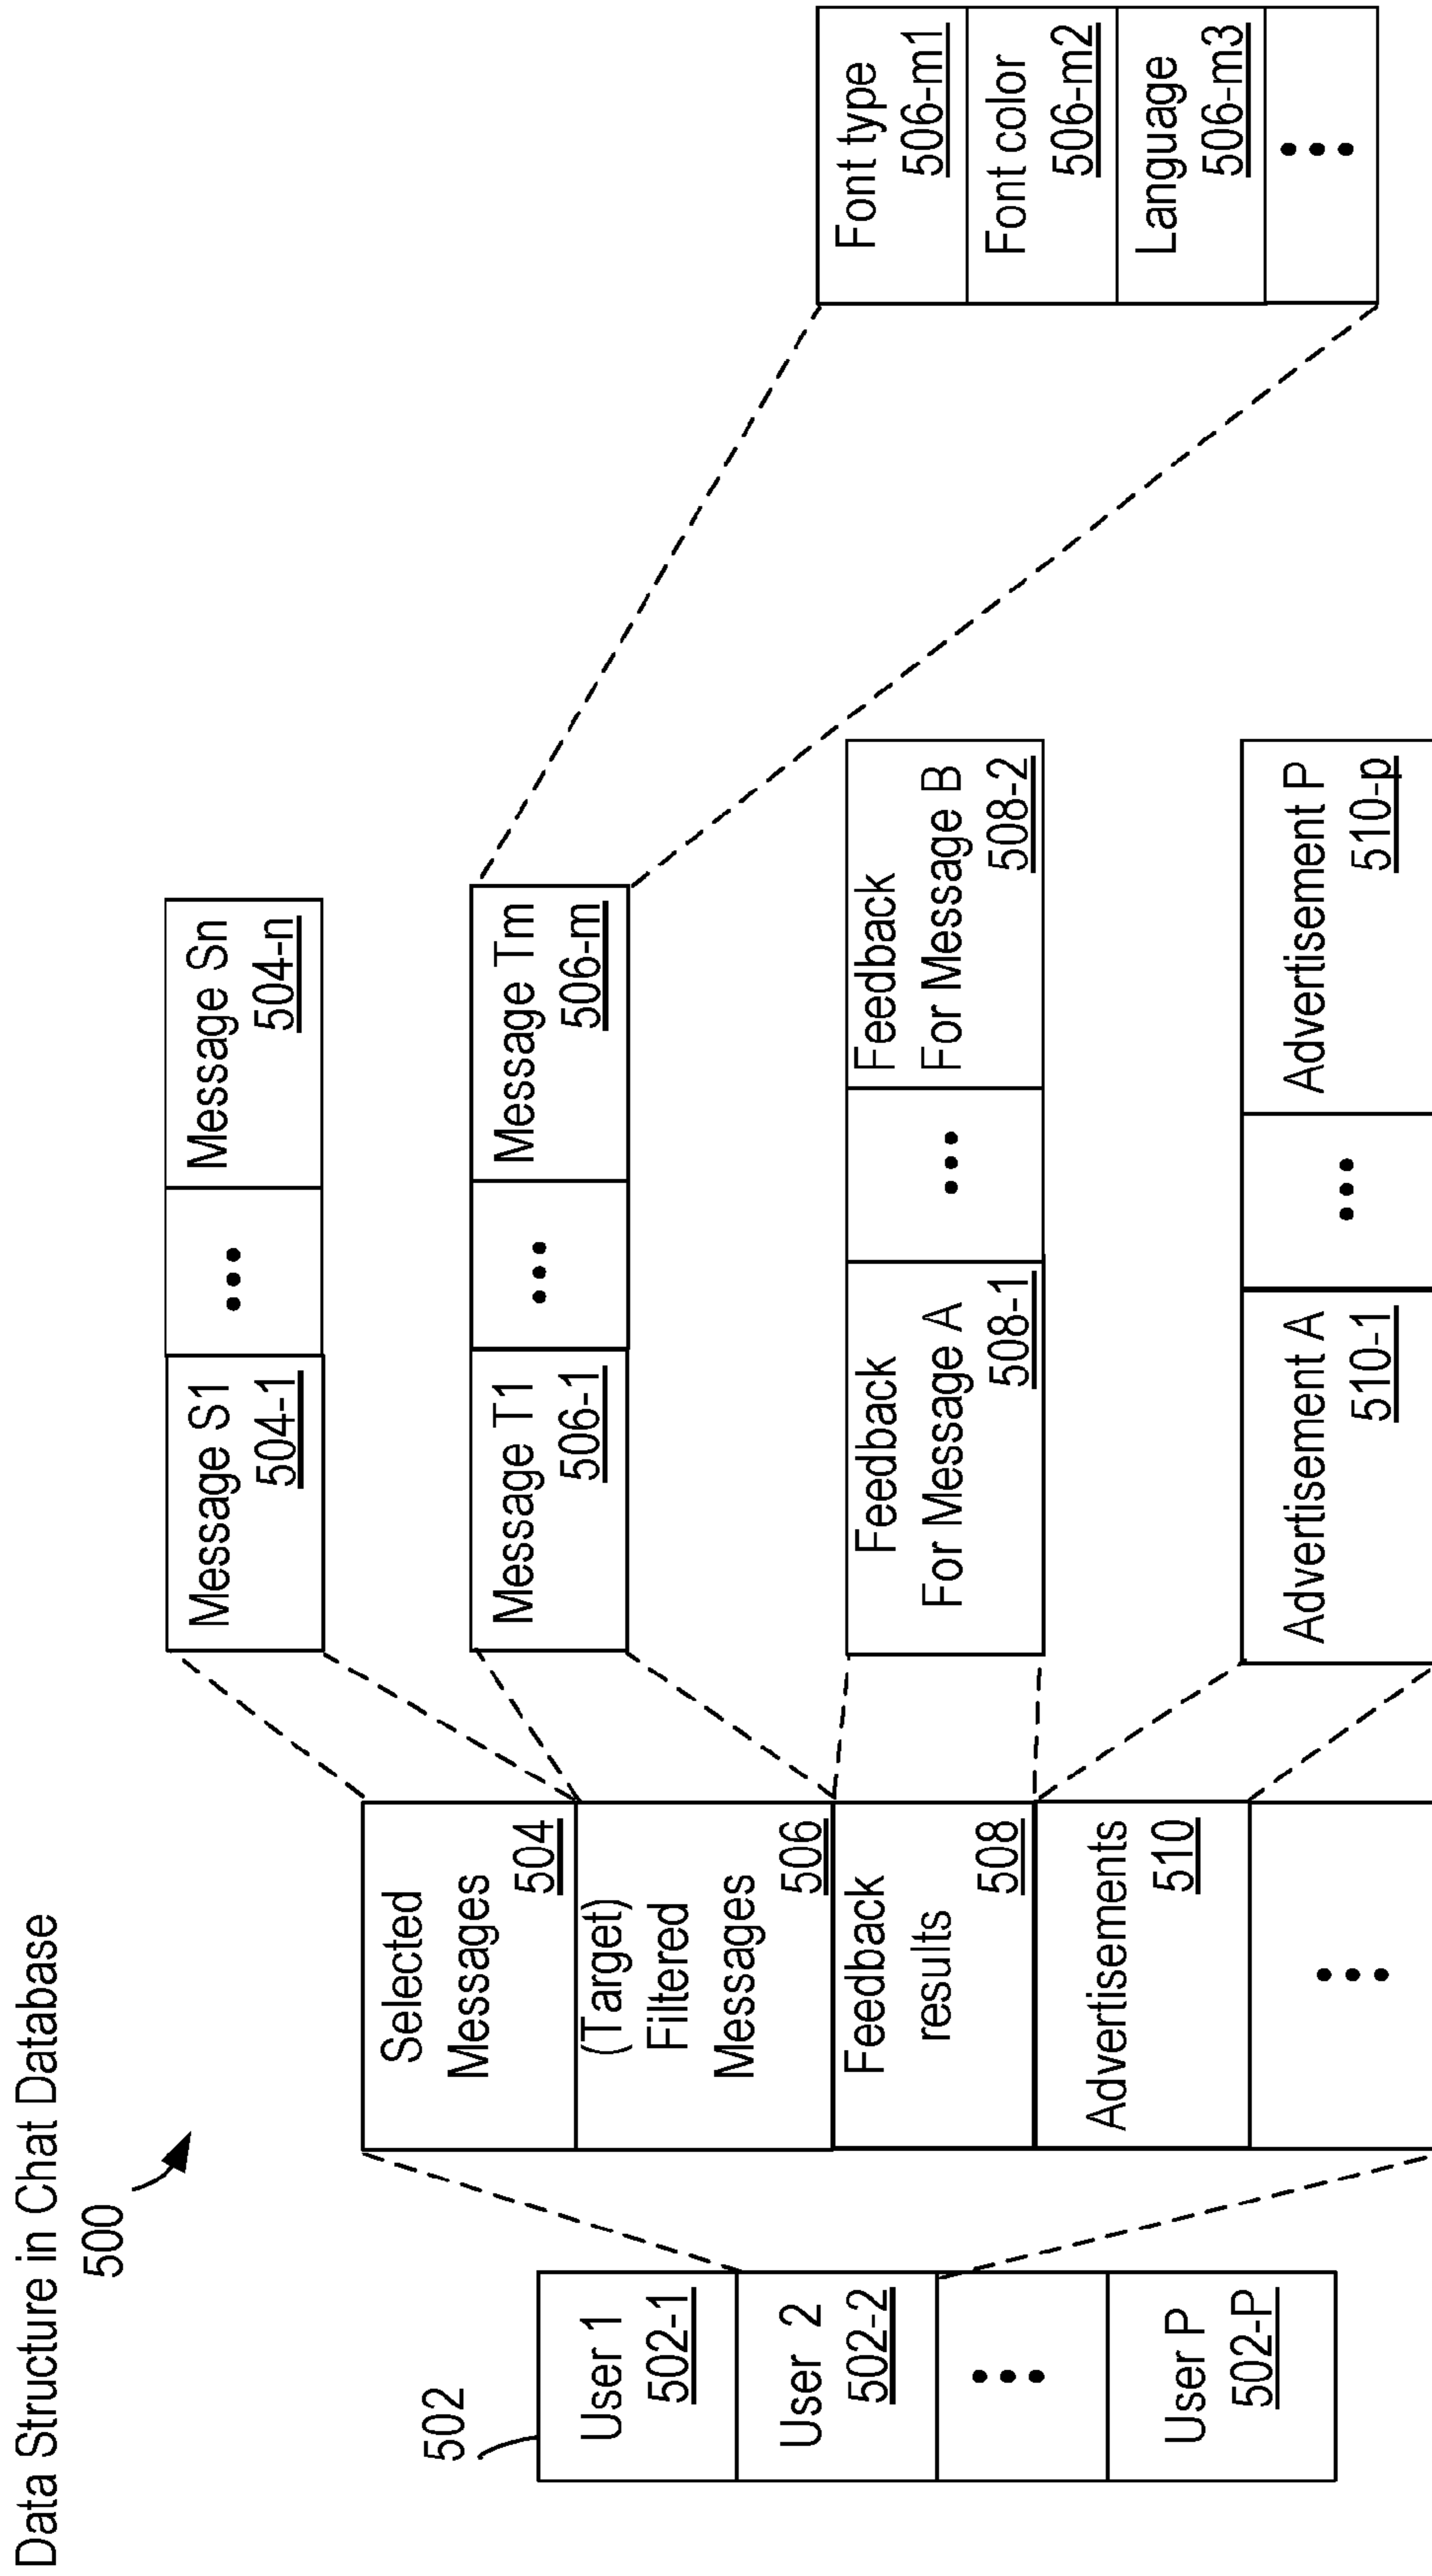 Data Structure in Chat Database
500
502
User 1
502-1
User 2
502-2
•••
User P
502-P
Selected
Messages
504
(Target)
Filtered
Messages
506
Feedback
results
508
Advertisements
510
•••
Message S1
504-1
•••
Message Sn
504-n
Message T1
506-1
•••
Message Tm
506-m
Feedback
For Message A
508-1
•••
Feedback
For Message B
508-2
Advertisement A
510-1
•••
Advertisement P
510-p
Font type
506-m1
Font color
506-m2
Language
506-m3
•••